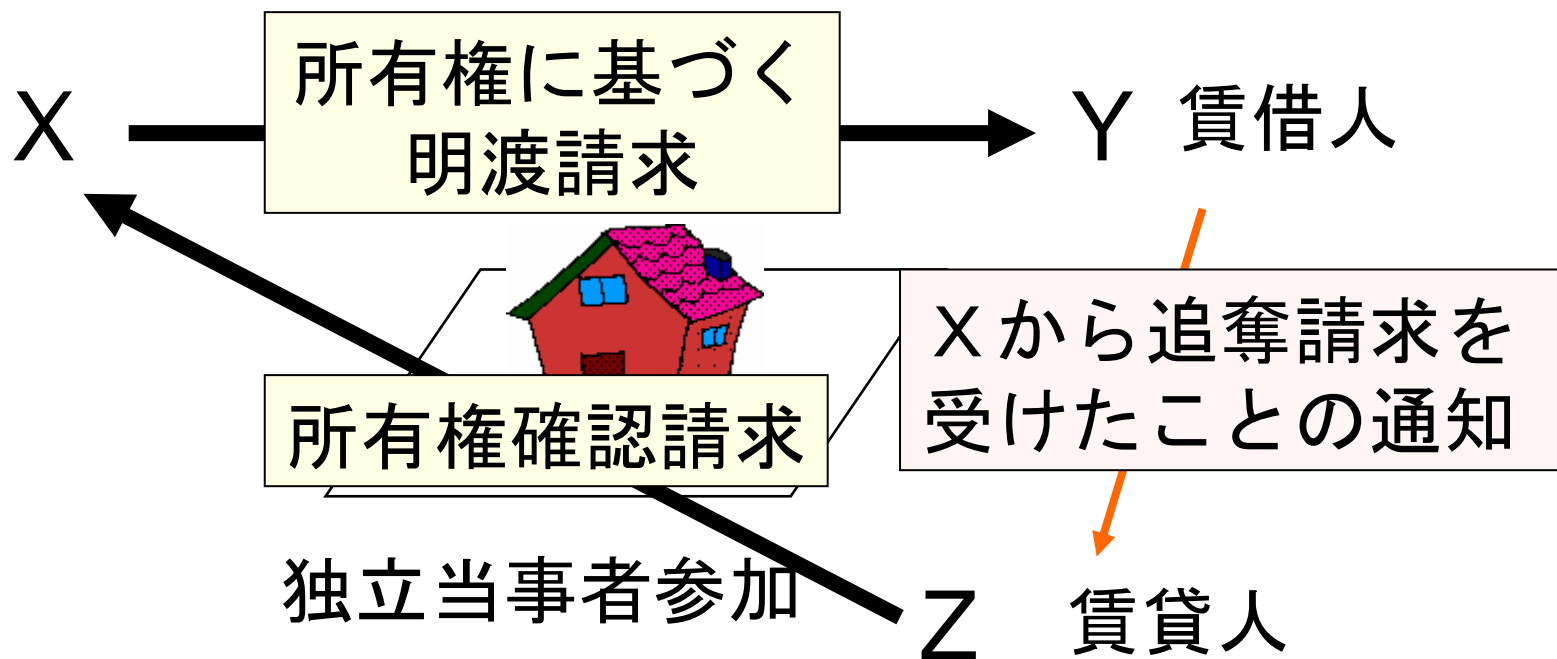 所有権に基づく
明渡請求
X
Y 賃借人
Xから追奪請求を
受けたことの通知
所有権確認請求
独立当事者参加
Z 賃貸人